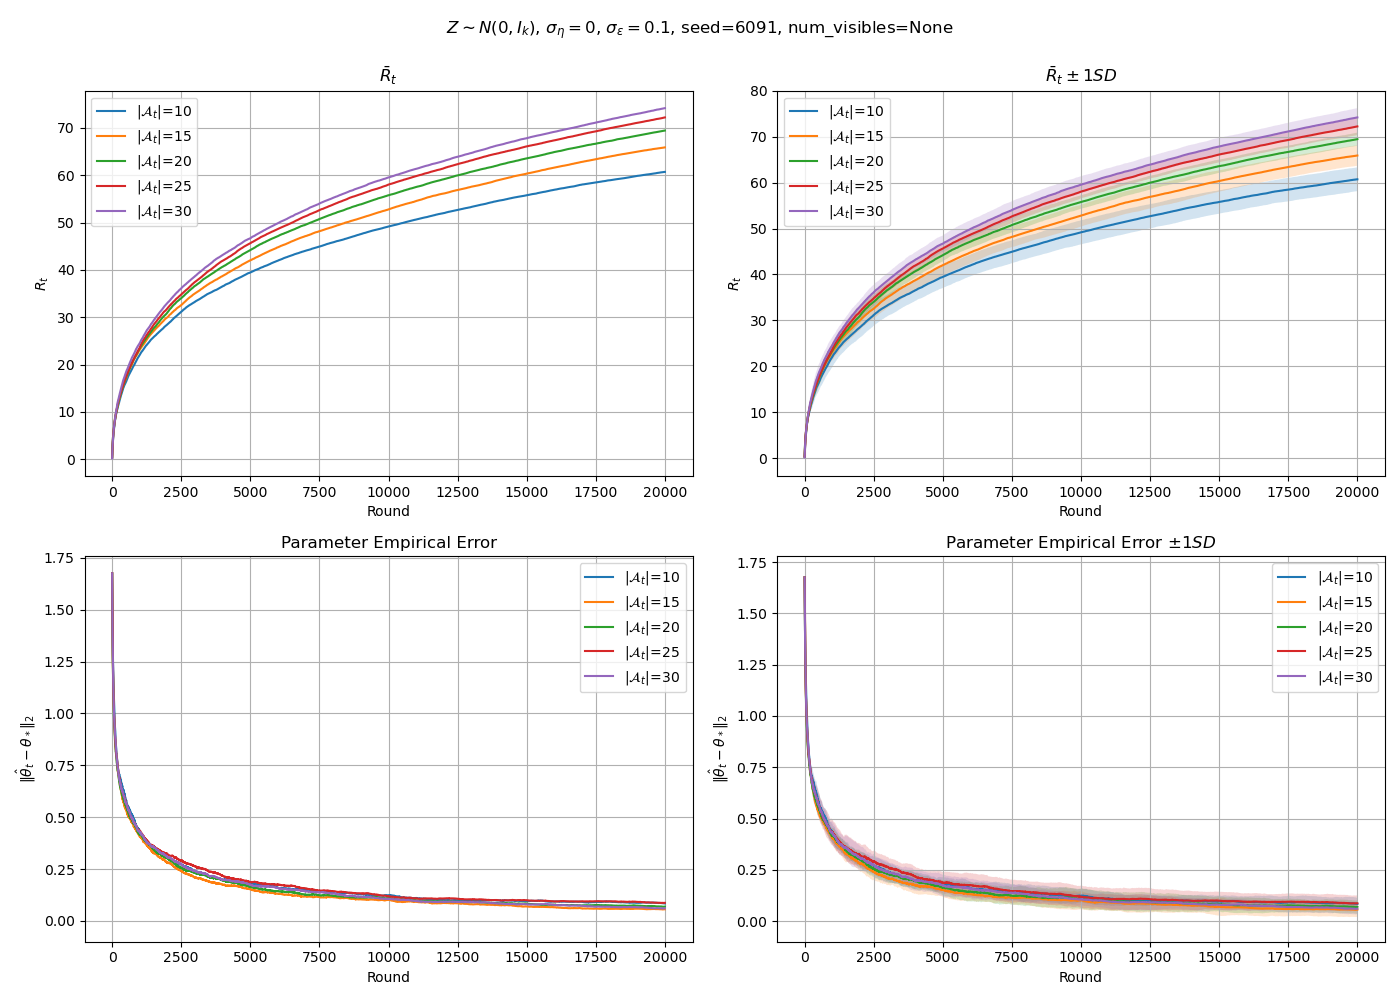 Z ∼ N(0, I_k), σ_η = 0, σ_ε = 0.1, seed=6091, num_visibles=None
R̄_t
R_t
70
60
50
40
30
20
10
0
|𝒜_t|=10
|𝒜_t|=15
|𝒜_t|=20
|𝒜_t|=25
|𝒜_t|=30
0 2500 5000 7500 10000 12500 15000 17500 20000
Round
R̄_t ± 1SD
R_t
80
70
60
50
40
30
20
10
0
|𝒜_t|=10
|𝒜_t|=15
|𝒜_t|=20
|𝒜_t|=25
|𝒜_t|=30
0 2500 5000 7500 10000 12500 15000 17500 20000
Round
Parameter Empirical Error
‖θ̂_t − θ_*‖₂
1.75
1.50
1.25
1.00
0.75
0.50
0.25
0.00
|𝒜_t|=10
|𝒜_t|=15
|𝒜_t|=20
|𝒜_t|=25
|𝒜_t|=30
0 2500 5000 7500 10000 12500 15000 17500 20000
Round
Parameter Empirical Error ±1SD
‖θ̂_t − θ_*‖₂
1.75
1.50
1.25
1.00
0.75
0.50
0.25
0.00
|𝒜_t|=10
|𝒜_t|=15
|𝒜_t|=20
|𝒜_t|=25
|𝒜_t|=30
0 2500 5000 7500 10000 12500 15000 17500 20000
Round